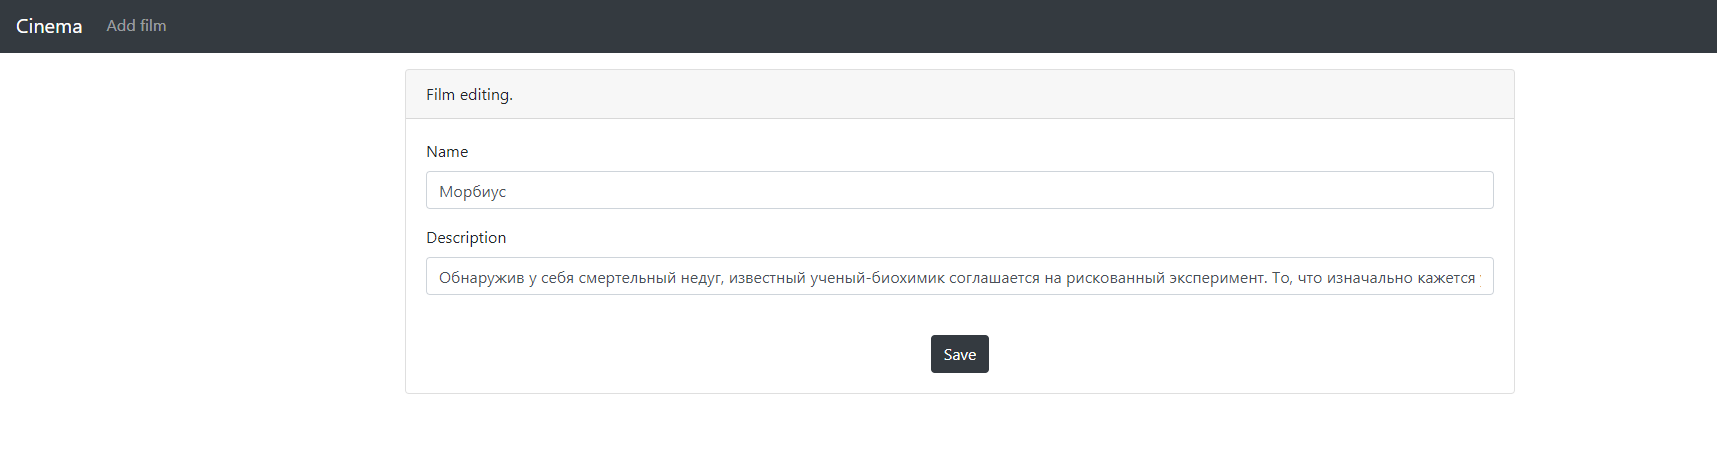 Cinema Add film
Film editing.
Name
Морбиус
Description
Обнаружив у себя смертельный недуг, известный ученый-биохимик соглашается на рискованный эксперимент. То, что изначально кажется
Save